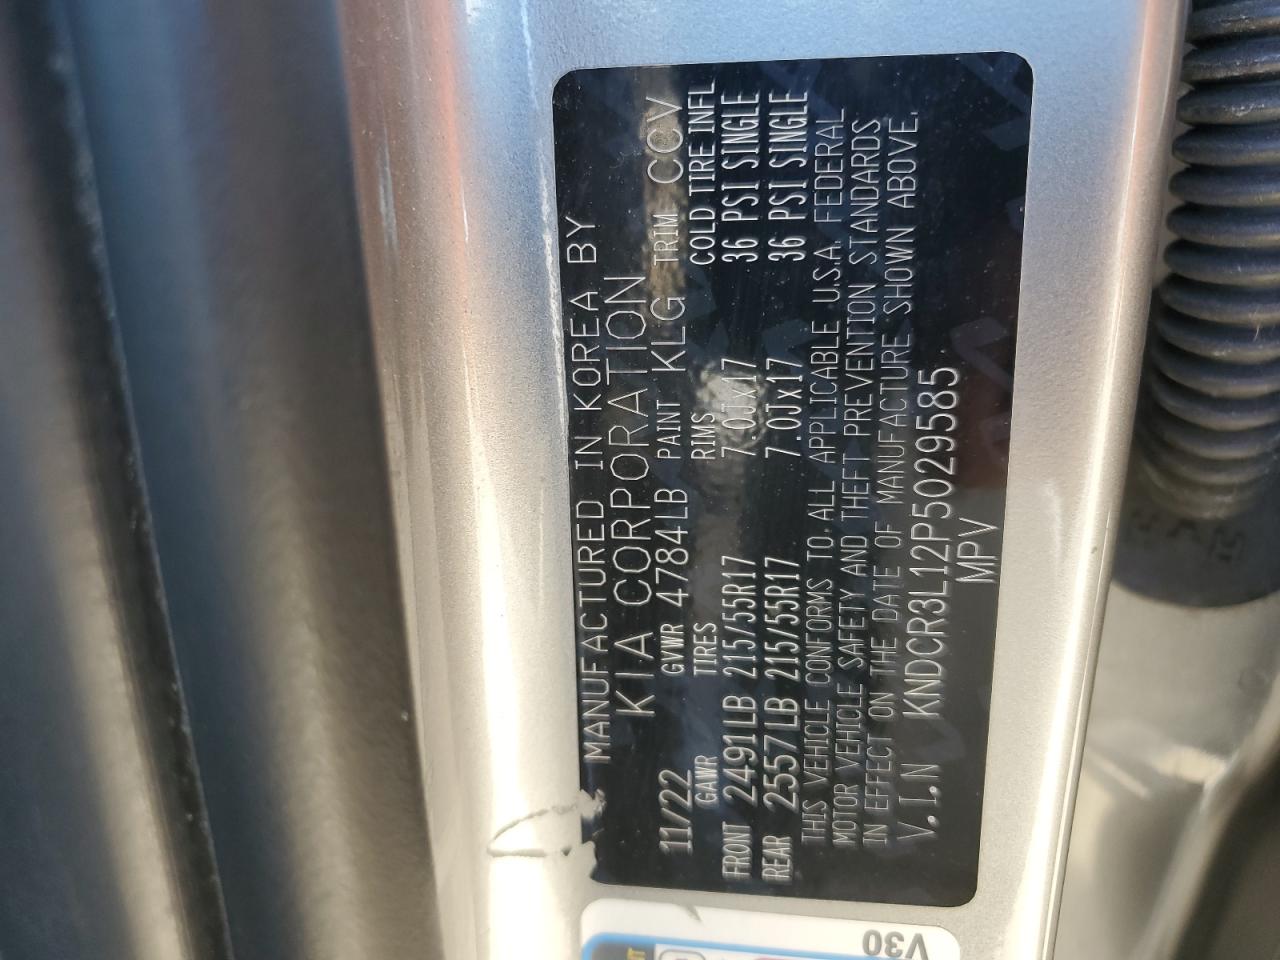 MANUFACTURED IN KOREA BY
KIA CORPORATION
11/22 GVWR 4784LB PAINT KLG TRIM CCV
GAWR TIRES RIMS COLD TIRE INFL
FRONT 2491LB 215/55R17 7.0Jx17 36 PSI SINGLE
REAR 2557LB 215/55R17 7.0Jx17 36 PSI SINGLE
THIS VEHICLE CONFORMS TO ALL APPLICABLE U.S.A. FEDERAL
MOTOR VEHICLE SAFETY AND THEFT PREVENTION STANDARDS
IN EFFECT ON THE DATE OF MANUFACTURE SHOWN ABOVE.
V.I.N KNDCR3L12P5029585
MPV
V30